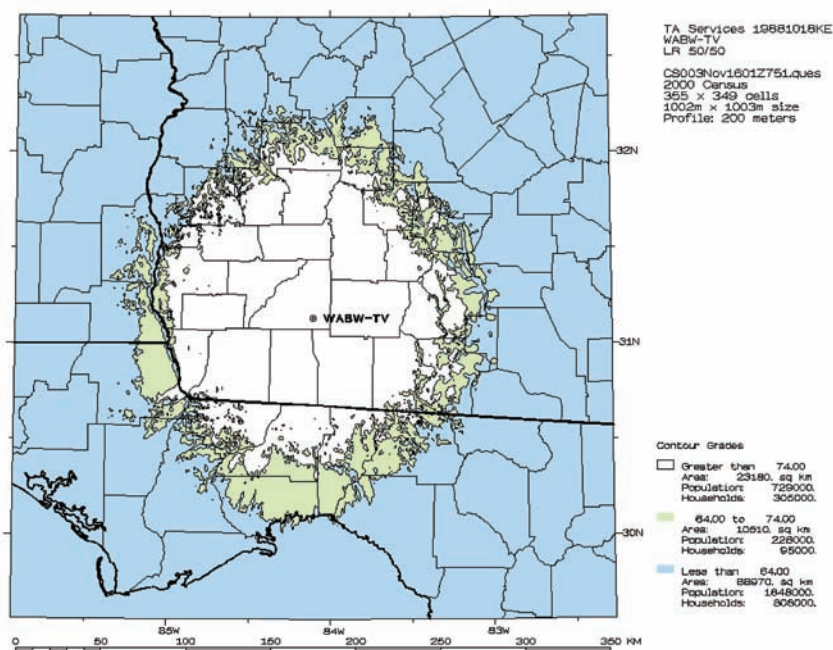 TA Services 19881018KE
WABW-TV
LR 50/50
CS003Nov1601Z751.ques
2000 Census
355 x 349 cells
1002m x 1003m size
Profile: 200 meters
32N
WABW-TV
31N
30N
Contour Grades
Greater than 74.00
Area: 23180. sq km
Population: 729000.
Households: 305000.
64.00 to 74.00
Area: 10610. sq km
Population: 228000.
Households: 95000.
Less than 64.00
Area: 88970. sq km
Population: 1648000.
Households: 606000.
85W 84W 83W
0 50 100 150 200 250 300 350 KM